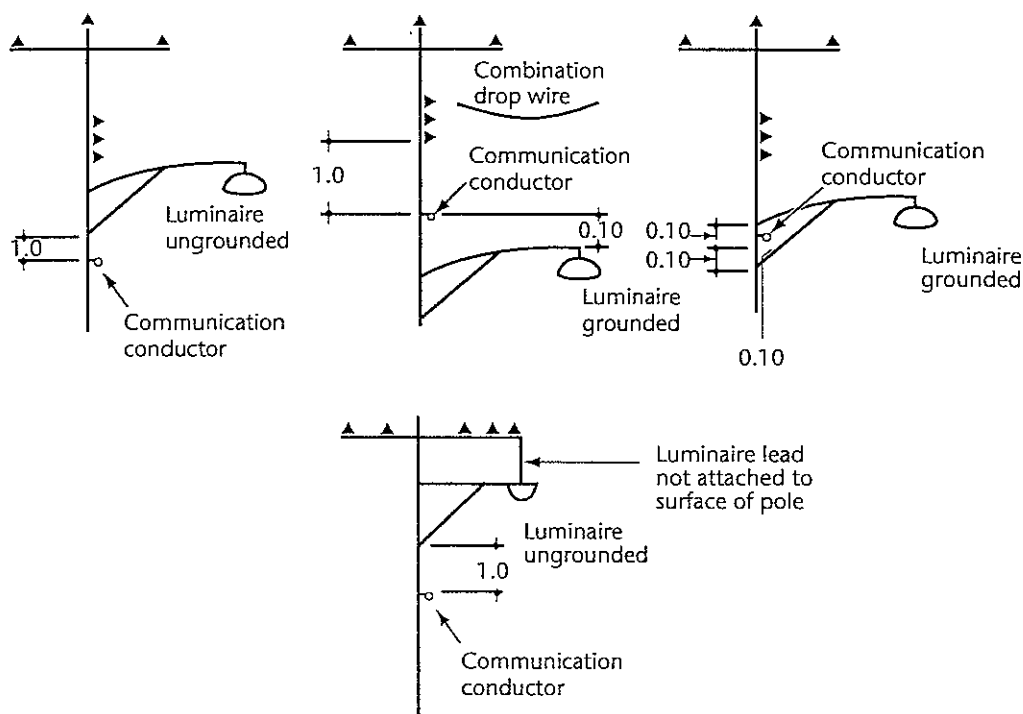 Luminaire
ungrounded
1.0
Communication
conductor
Combination
drop wire
1.0
Communication
conductor
0.10
Luminaire
grounded
Communication
conductor
0.10
0.10
Luminaire
grounded
0.10
Luminaire lead
not attached to
surface of pole
Luminaire
ungrounded
1.0
Communication
conductor